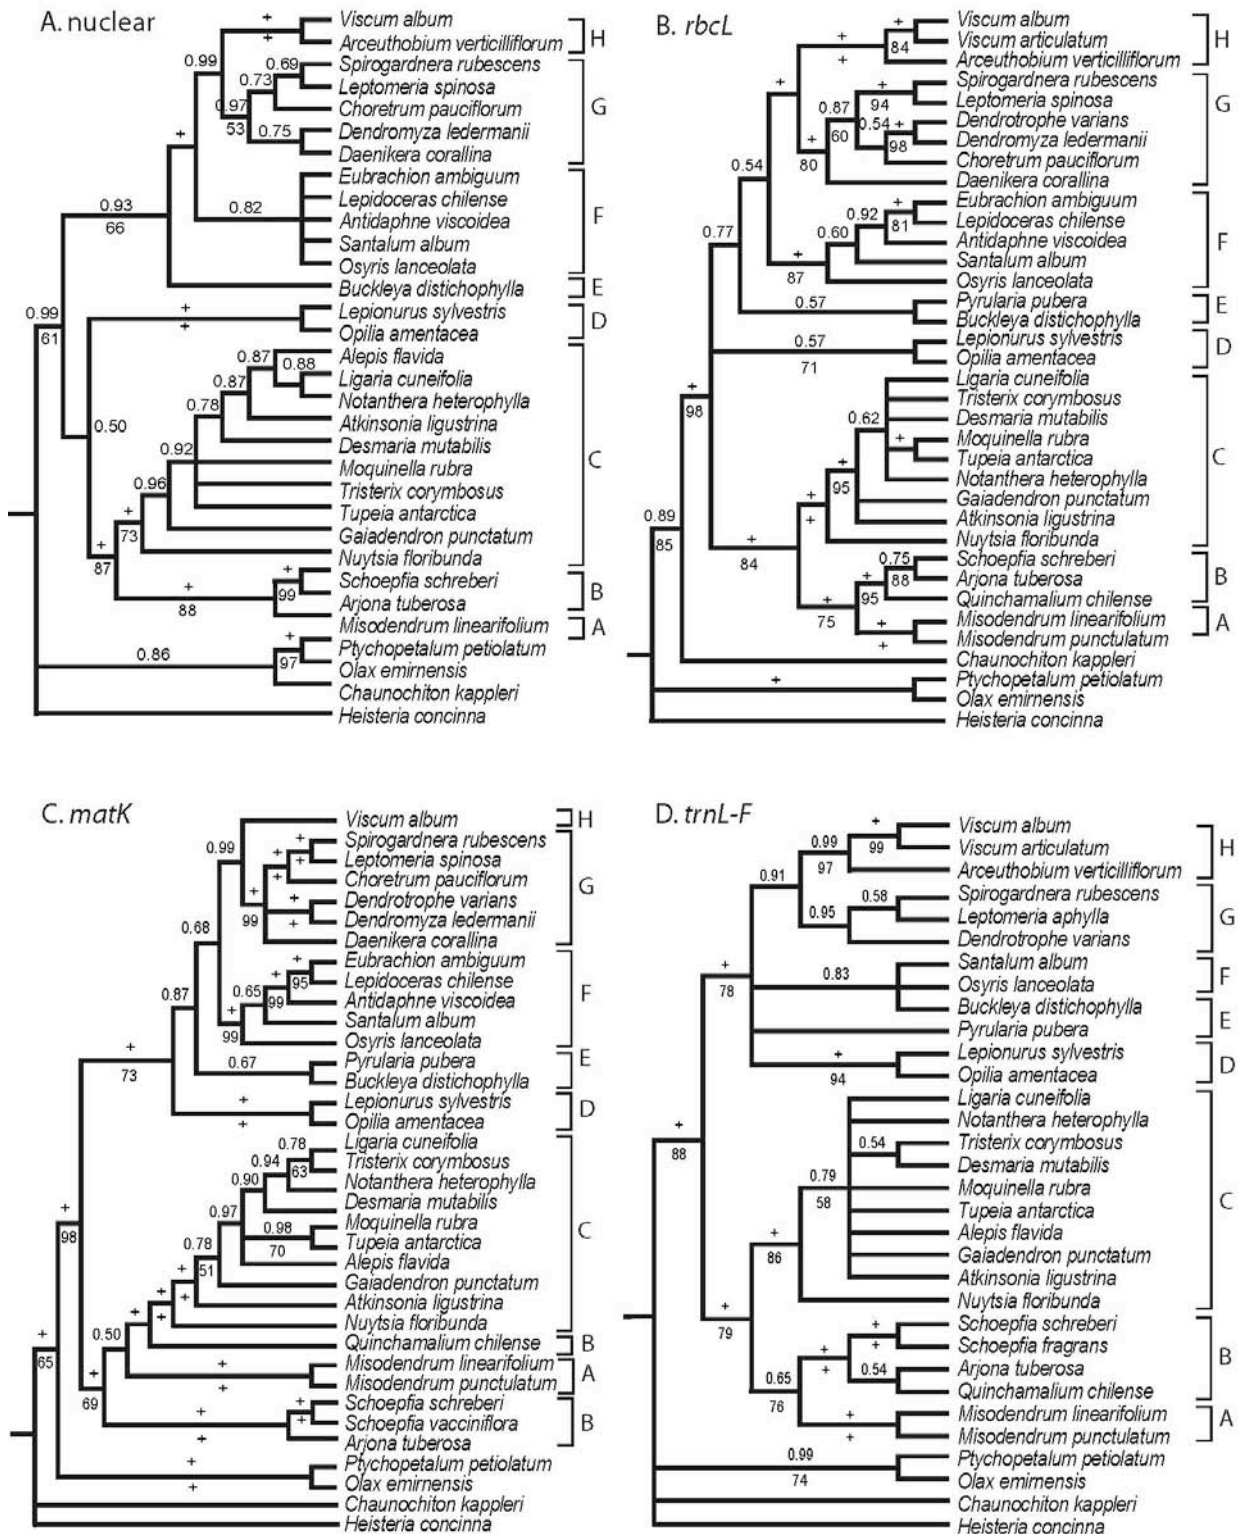 A. nuclear
Viscum album
Arceuthobium verticilliflorum
Spirogardnera rubescens
Leptomeria spinosa
Choretrum pauciflorum
Dendromyza ledermanii
Daenikera corallina
Eubrachion ambiguum
Lepidoceras chilense
Antidaphne viscoidea
Santalum album
Osyris lanceolata
Buckleya distichophylla
Lepionurus sylvestris
Opilia amentacea
Alepis flavida
Ligaria cuneifolia
Notanthera heterophylla
Atkinsonia ligustrina
Desmaria mutabilis
Moquinella rubra
Tristerix corymbosus
Tupeia antarctica
Gaiadendron punctatum
Nuytsia floribunda
Schoepfia schreberi
Arjona tuberosa
Misodendrum linearifolium
Ptychopetalum petiolatum
Olax emirnensis
Chaunochiton kappleri
Heisteria concinna
H
G
F
E
D
C
B
A
+
+
0.99
0.69
0.73
0.97
53
0.75
+
0.82
0.93
66
+
+
0.99
61
0.87
0.88
0.87
0.78
0.92
0.50
0.96
+
73
+
87
+
99
+
88
+
97
0.86
B. rbcL
Viscum album
Viscum articulatum
Arceuthobium verticilliflorum
Spirogardnera rubescens
Leptomeria spinosa
Dendrotrophe varians
Dendromyza ledermanii
Choretrum pauciflorum
Daenikera corallina
Eubrachion ambiguum
Lepidoceras chilense
Antidaphne viscoidea
Santalum album
Osyris lanceolata
Pyrularia pubera
Buckleya distichophylla
Lepionurus sylvestris
Opilia amentacea
Ligaria cuneifolia
Tristerix corymbosus
Desmaria mutabilis
Moquinella rubra
Tupeia antarctica
Notanthera heterophylla
Gaiadendron punctatum
Atkinsonia ligustrina
Nuytsia floribunda
Schoepfia schreberi
Arjona tuberosa
Quinchamalium chilense
Misodendrum linearifolium
Misodendrum punctulatum
Chaunochiton kappleri
Ptychopetalum petiolatum
Olax emirnensis
Heisteria concinna
H
G
F
E
D
C
B
A
+
84
+
+
+
+
94
0.87
60
0.54
+
98
+
80
0.54
+
81
0.92
0.60
+
87
0.77
0.57
0.57
71
+
98
0.62
+
+
95
+
+
0.89
85
+
84
0.75
88
+
95
+
75
+
+
+
C. matK
Viscum album
Spirogardnera rubescens
Leptomeria spinosa
Choretrum pauciflorum
Dendrotrophe varians
Dendromyza ledermanii
Daenikera corallina
Eubrachion ambiguum
Lepidoceras chilense
Antidaphne viscoidea
Santalum album
Osyris lanceolata
Pyrularia pubera
Buckleya distichophylla
Lepionurus sylvestris
Opilia amentacea
Ligaria cuneifolia
Tristerix corymbosus
Notanthera heterophylla
Desmaria mutabilis
Moquinella rubra
Tupeia antarctica
Alepis flavida
Gaiadendron punctatum
Atkinsonia ligustrina
Nuytsia floribunda
Quinchamalium chilense
Misodendrum linearifolium
Misodendrum punctulatum
Schoepfia schreberi
Schoepfia vacciniflora
Arjona tuberosa
Ptychopetalum petiolatum
Olax emirnensis
Chaunochiton kappleri
Heisteria concinna
H
G
F
E
D
C
B
A
B
0.99
+
+
+
+
+
+
+
99
0.68
+
95
+
99
0.65
+
99
0.87
0.67
+
73
+
+
0.78
63
0.94
0.90
0.97
0.98
70
0.78
51
+
+
+
+
+
98
0.50
+
+
+
65
+
69
+
+
+
+
+
+
D. trnL-F
Viscum album
Viscum articulatum
Arceuthobium verticilliflorum
Spirogardnera rubescens
Leptomeria aphylla
Dendrotrophe varians
Santalum album
Osyris lanceolata
Buckleya distichophylla
Pyrularia pubera
Lepionurus sylvestris
Opilia amentacea
Ligaria cuneifolia
Notanthera heterophylla
Tristerix corymbosus
Desmaria mutabilis
Moquinella rubra
Tupeia antarctica
Alepis flavida
Gaiadendron punctatum
Atkinsonia ligustrina
Nuytsia floribunda
Schoepfia schreberi
Schoepfia fragrans
Arjona tuberosa
Quinchamalium chilense
Misodendrum linearifolium
Misodendrum punctulatum
Ptychopetalum petiolatum
Olax emirnensis
Chaunochiton kappleri
Heisteria concinna
H
G
F
E
D
C
B
A
+
99
0.99
97
0.91
0.58
0.95
+
78
0.83
+
94
+
88
0.54
0.79
58
+
86
+
79
+
+
+
+
0.54
0.65
76
+
+
0.99
74